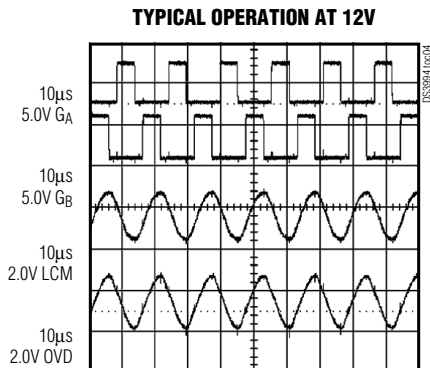 TYPICAL OPERATION AT 12V
10µs
5.0V GA
10µs
5.0V GB
10µs
2.0V LCM
10µs
2.0V OVD
DS3994 toc04